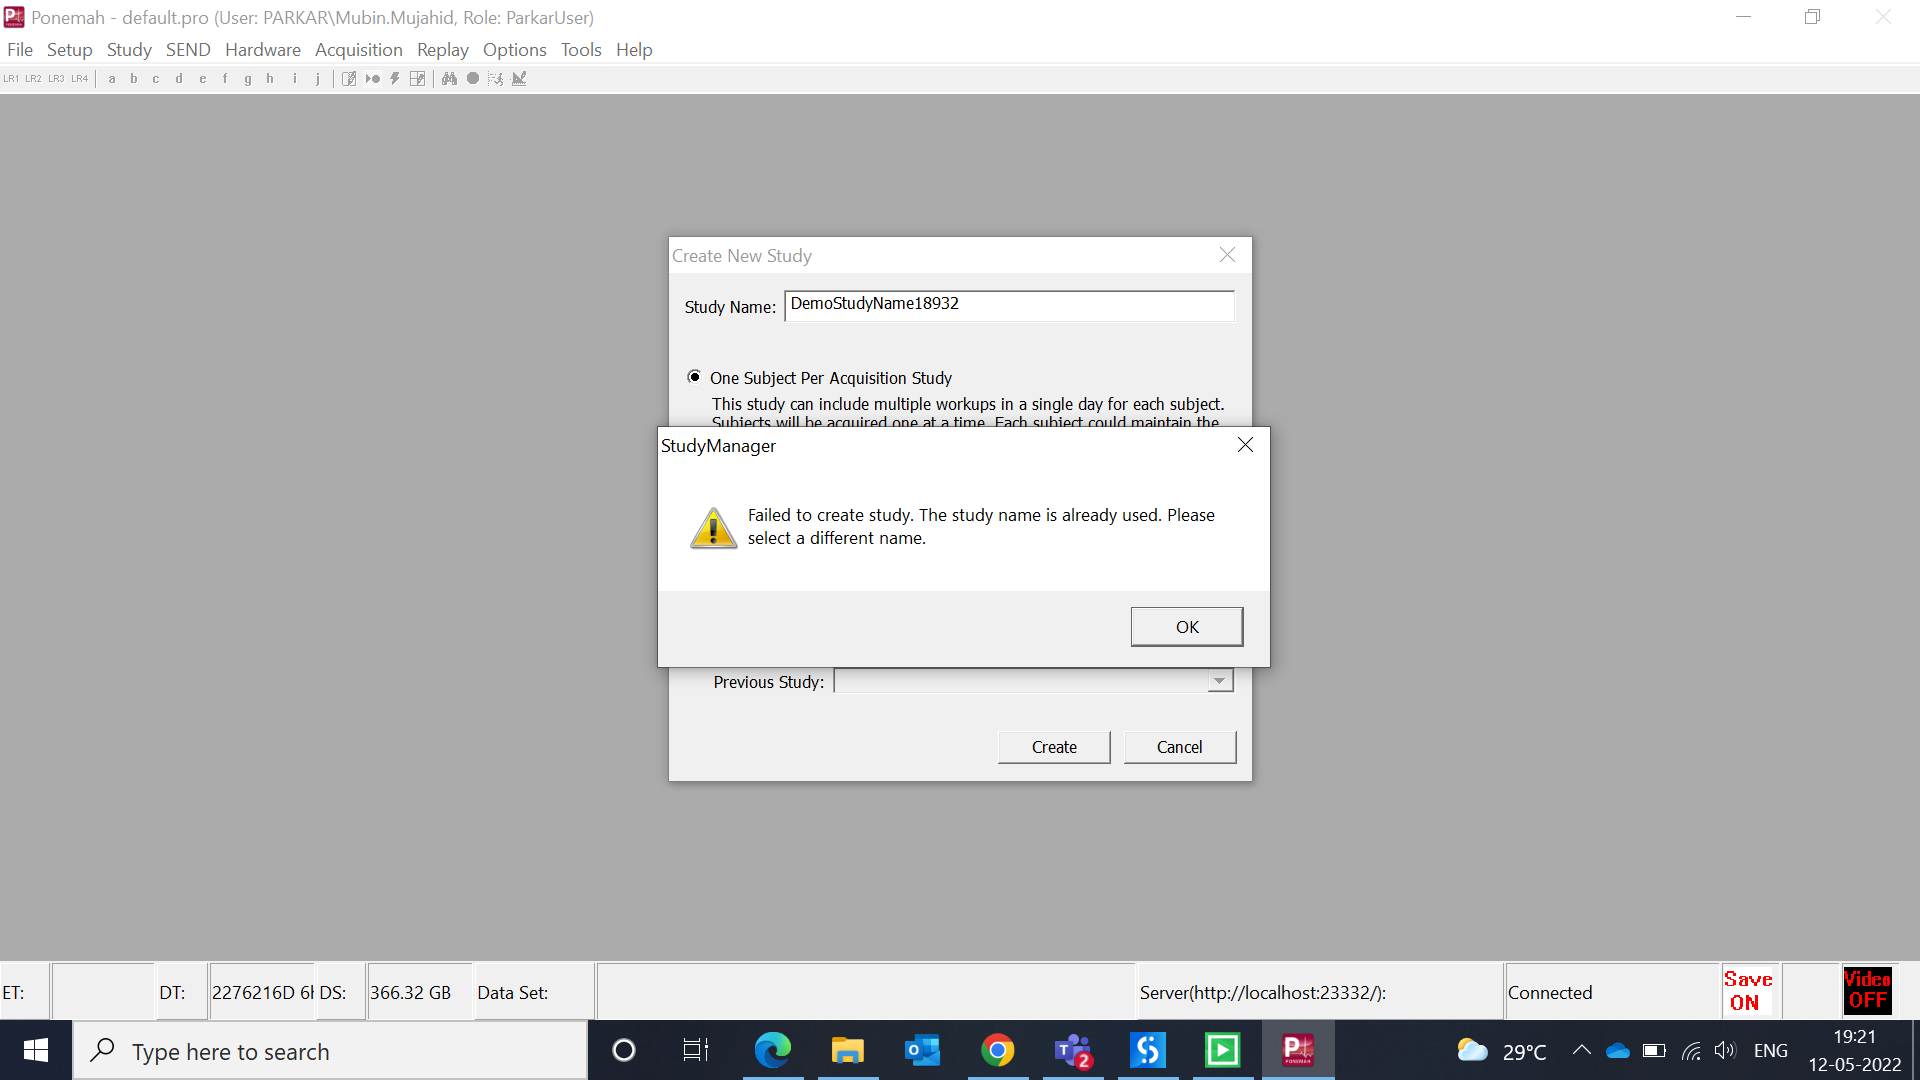 Ponemah - default.pro (User: PARKAR\Mubin.Mujahid, Role: ParkarUser)
File Setup Study SEND Hardware Acquisition Replay Options Tools Help
LR1 LR2 LR3 LR4 a b c d e f g h i j
Create New Study
Study Name: DemoStudyName18932
One Subject Per Acquisition Study
This study can include multiple workups in a single day for each subject.
Subjects will be acquired one at a time. Each subject could maintain the
StudyManager
Failed to create study. The study name is already used. Please
select a different name.
OK
Previous Study:
Create Cancel
ET: DT: 2276216D 6 DS: 366.32 GB Data Set: Server(http://localhost:23332/): Connected
Save ON
Video OFF
Type here to search
2
29°C ENG 19:21
12-05-2022